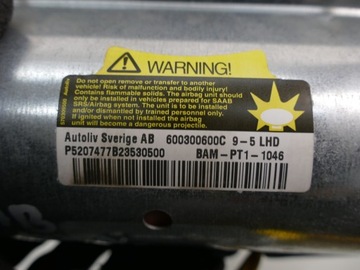 WARNING!
Do not open remove or transfer to another
vehicle! Risk of malfunction and bodily injury!
Contains flammable solids. The airbag unit should
only be installed in vehicles prepared for SAAB
SRS/Airbag system. The unit is to be installed
and/or dismantled by trained personnel only.
If ignited when not installed the airbag
unit will become a dangerous projectile.
Autoliv Sverige AB 600300600C 9-5 LHD
P5207477B23530500 BAM-PT1-1046